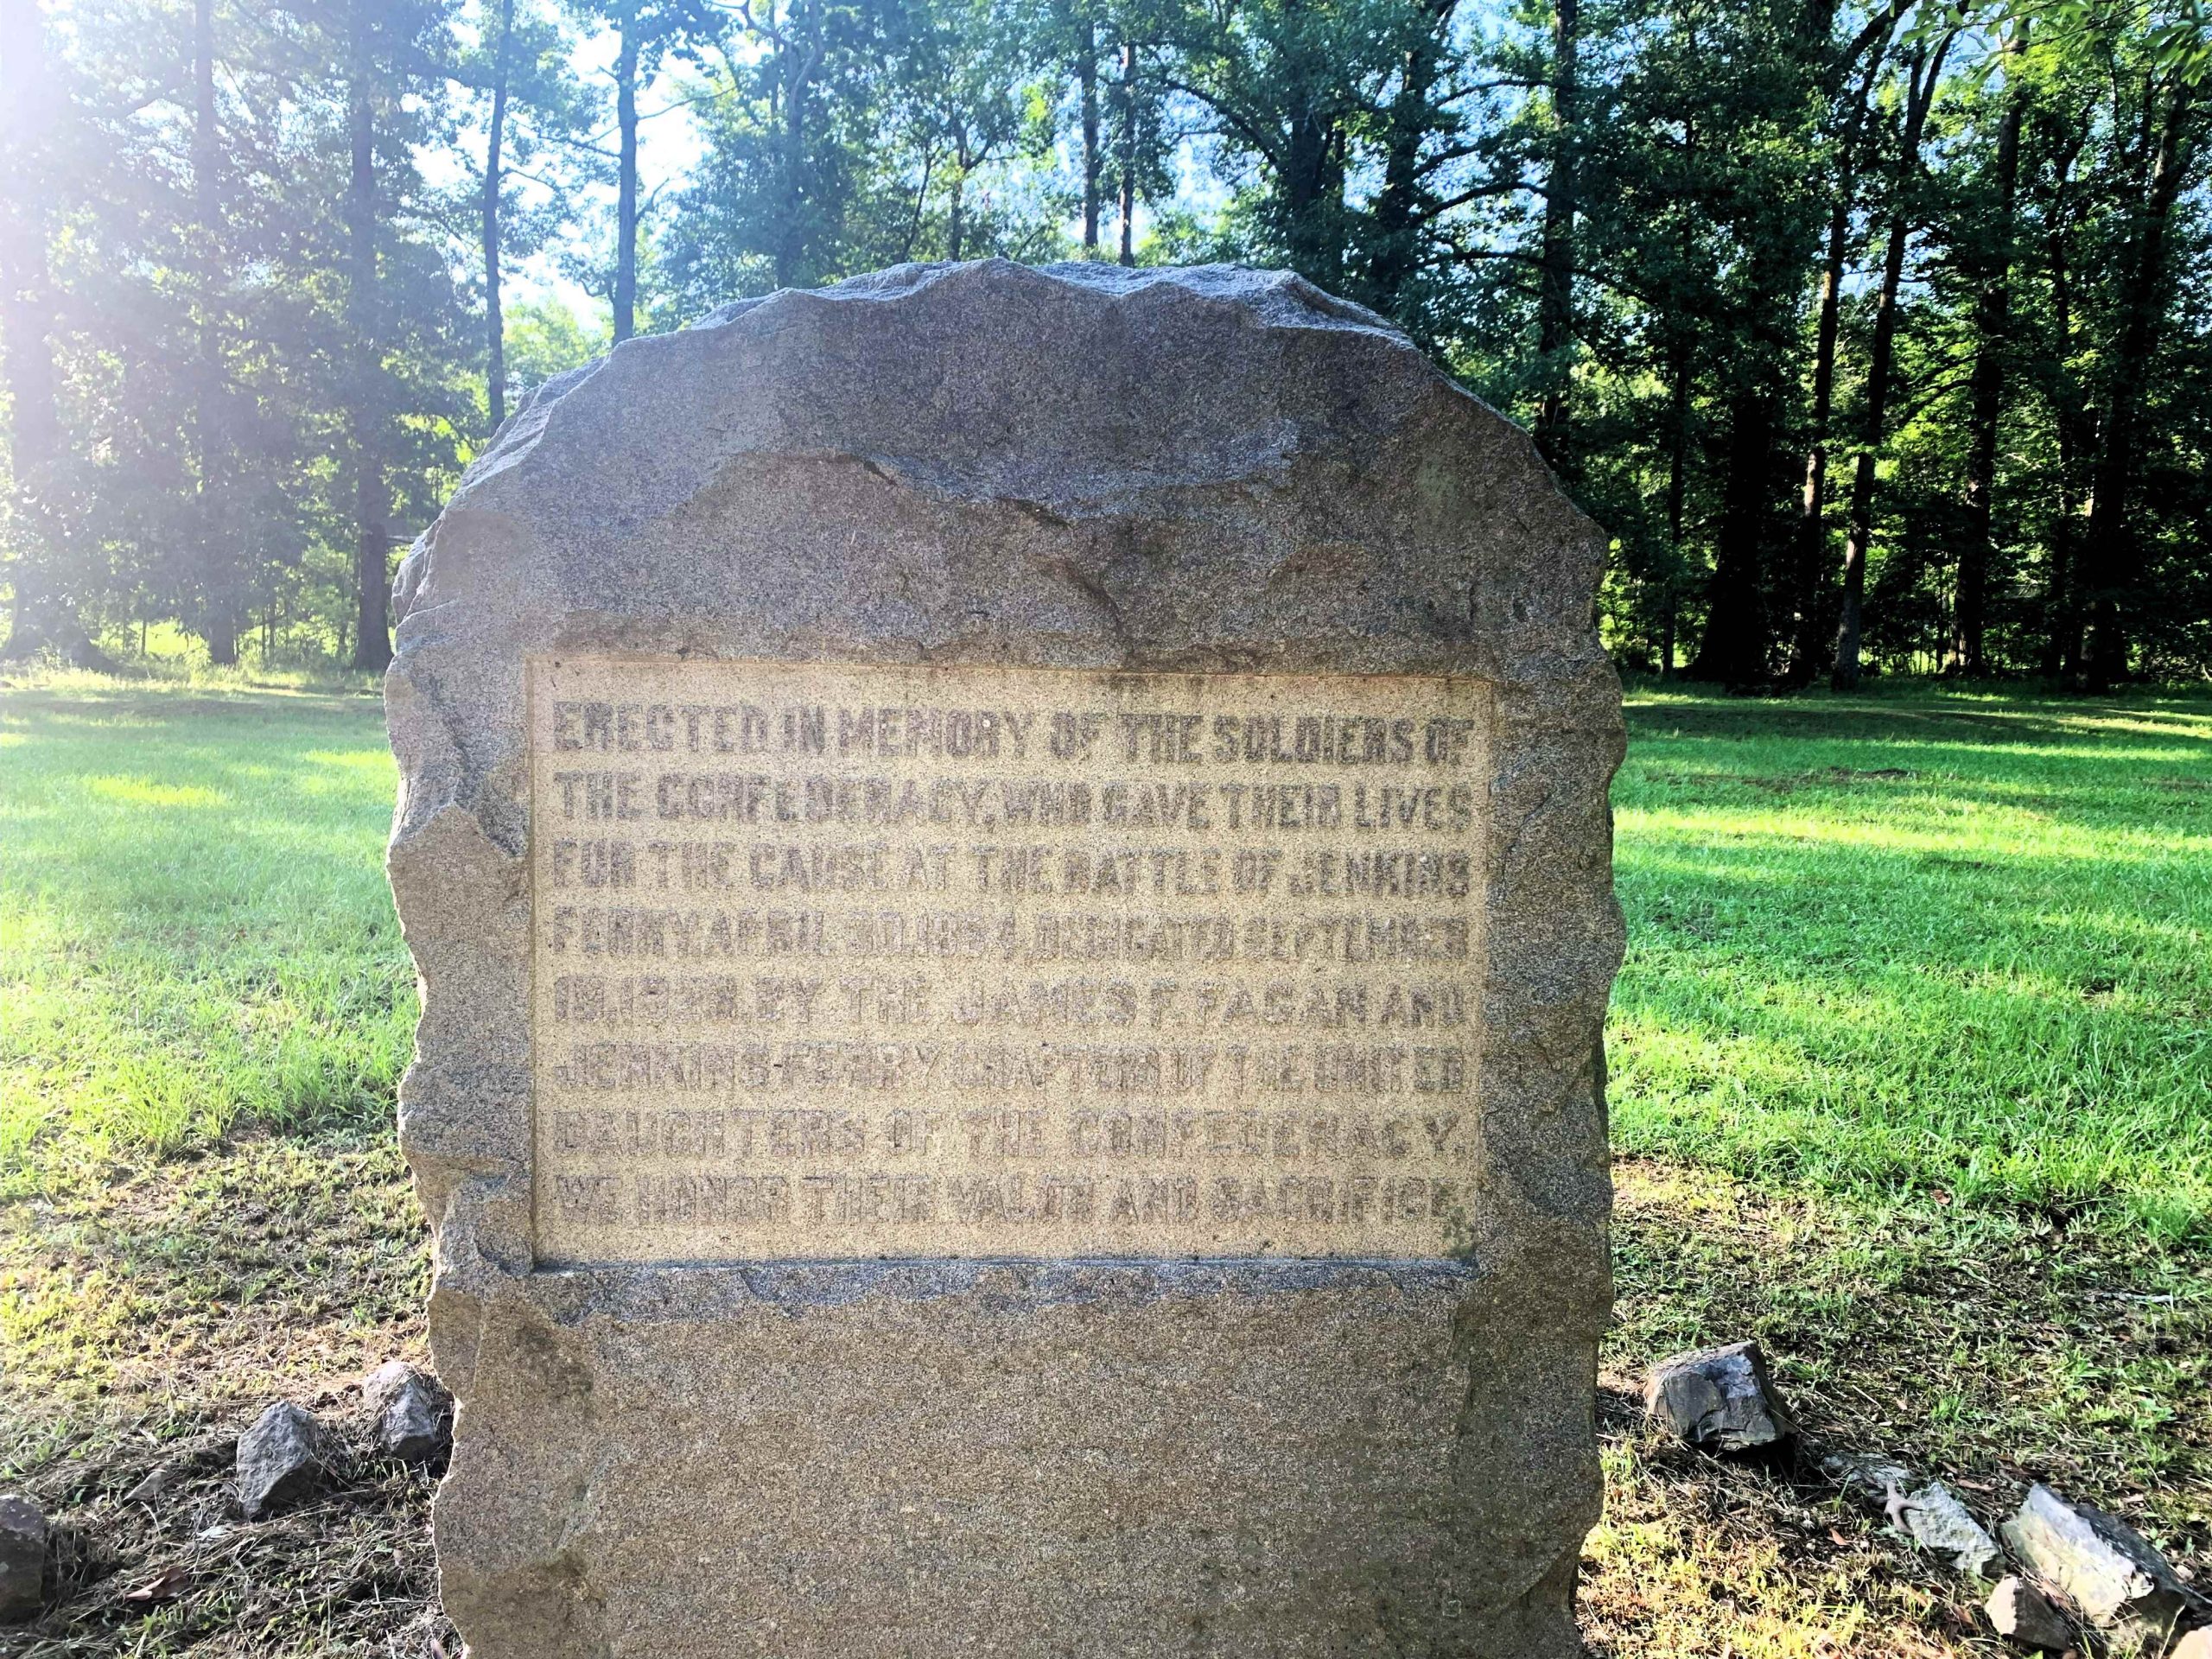 ERECTED IN MEMORY OF THE SOLDIERS OF
THE CONFEDERACY, WHO GAVE THEIR LIVES
FOR THE CAUSE AT THE BATTLE OF JENKINS
FERRY, APRIL 30, 1864, DEDICATED SEPTEMBER
19, 1928, BY THE JAMES F. FAGAN AND
JENKINS FERRY CHAPTERS OF THE UNITED
DAUGHTERS OF THE CONFEDERACY.
WE HONOR THEIR VALOR AND SACRIFICE.